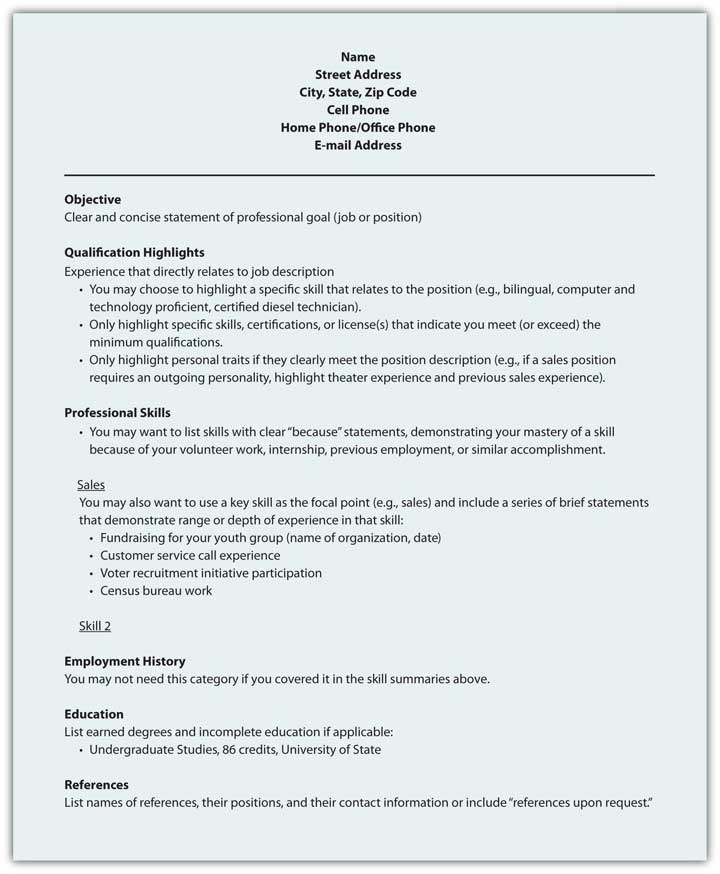 Name
Street Address
City, State, Zip Code
Cell Phone
Home Phone/Office Phone
E-mail Address
Objective
Clear and concise statement of professional goal (job or position)
Qualification Highlights
Experience that directly relates to job description
• You may choose to highlight a specific skill that relates to the position (e.g., bilingual, computer and
technology proficient, certified diesel technician).
• Only highlight specific skills, certifications, or license(s) that indicate you meet (or exceed) the
minimum qualifications.
• Only highlight personal traits if they clearly meet the position description (e.g., if a sales position
requires an outgoing personality, highlight theater experience and previous sales experience).
Professional Skills
• You may want to list skills with clear “because” statements, demonstrating your mastery of a skill
because of your volunteer work, internship, previous employment, or similar accomplishment.
Sales
You may also want to use a key skill as the focal point (e.g., sales) and include a series of brief statements
that demonstrate range or depth of experience in that skill:
• Fundraising for your youth group (name of organization, date)
• Customer service call experience
• Voter recruitment initiative participation
• Census bureau work
Skill 2
Employment History
You may not need this category if you covered it in the skill summaries above.
Education
List earned degrees and incomplete education if applicable:
• Undergraduate Studies, 86 credits, University of State
References
List names of references, their positions, and their contact information or include “references upon request.”